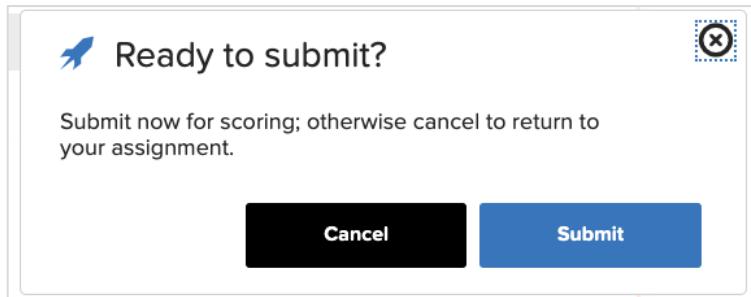 Ready to submit?
Submit now for scoring; otherwise cancel to return to
your assignment.
Cancel
Submit